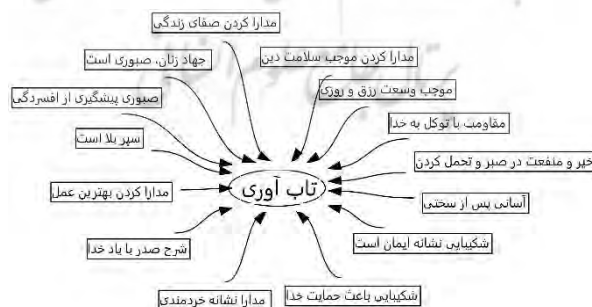 مدارا کردن صفای زندگی
مدارا کردن موجب سلامت دین
جهاد زنان، صبوری است
موجب وسعت رزق و روزی
صبوری پیشگیری از افسردگی
مقاومت با توکل به خدا
سپر بلا است
خیر و منفعت در صبر و تحمل کردن
تاب آوری
مدارا کردن بهترین عمل
آسانی پس از سختی
شکیبایی نشانه ایمان است
شرح صدر با یاد خدا
شکیبایی باعث حمایت خدا
مدارا نشانه خردمندی